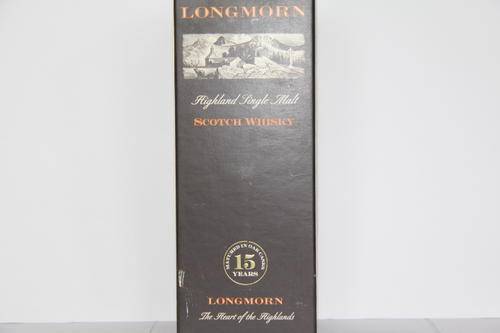 LONGMORN
Highland Single Malt
SCOTCH WHISKY
MATURED IN OAK CASKS
15
YEARS
LONGMORN
The Heart of the Highlands